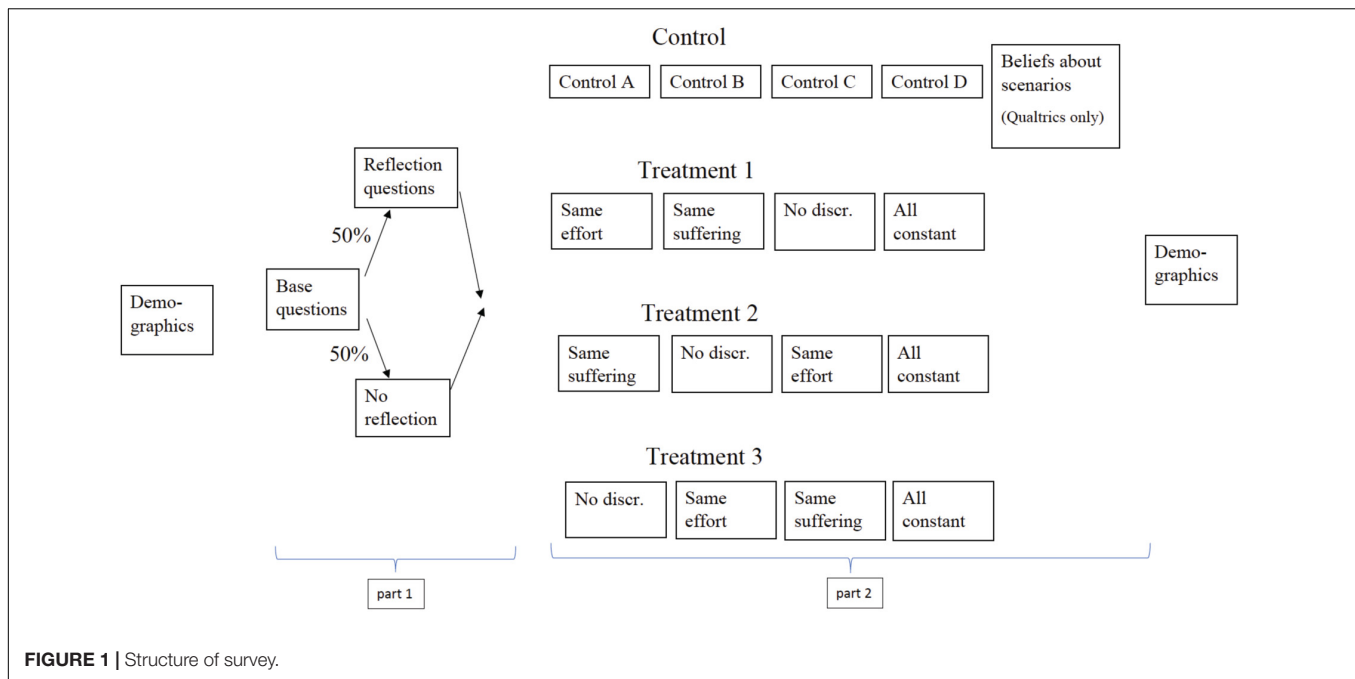 Control
Control A
Control B
Control C
Control D
Beliefs about
scenarios
(Qualtrics only)
Demo-
graphics
Base
questions
50%
50%
Reflection
questions
No
reflection
Treatment 1
Same
effort
Same
suffering
No discr.
All
constant
Treatment 2
Same
suffering
No discr.
Same
effort
All
constant
Treatment 3
No discr.
Same
effort
Same
suffering
All
constant
Demo-
graphics
part 1
part 2
FIGURE 1 | Structure of survey.